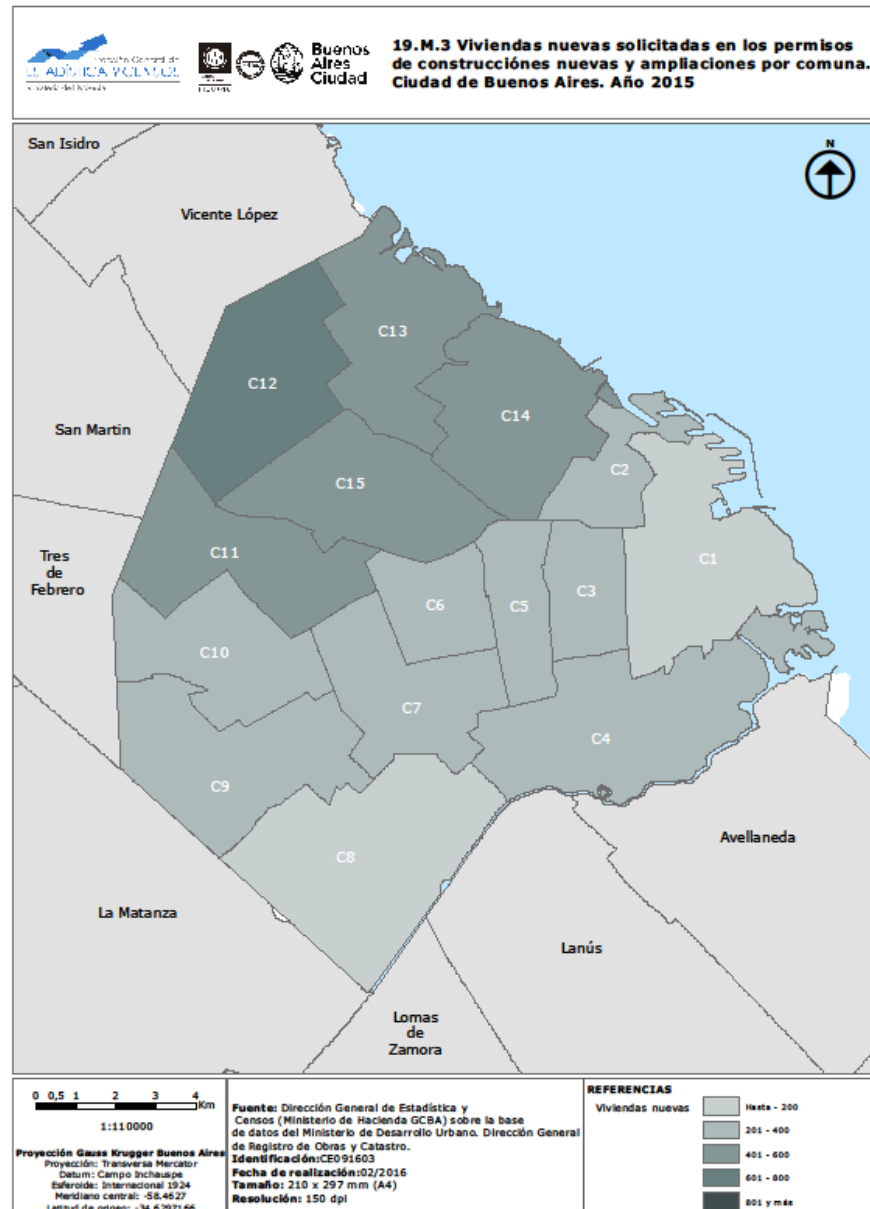 19.M.3 Viviendas nuevas solicitadas en los permisos
de construcciónes nuevas y ampliaciones por comuna.
Ciudad de Buenos Aires. Año 2015
Buenos
Aires
Ciudad
San Isidro
N
Vicente López
C13
C12
C14
San Martin
C2
C15
Tres
de
Febrero
C11
C1
C6
C5
C3
C10
C7
C4
C9
Avellaneda
C8
La Matanza
Lanús
Lomas
de
Zamora
0 0,5 1 2 3 4
Km
1:110000
Proyección Gauss Krugger Buenos Aires
Proyección: Transversa Mercator
Datum: Campo Inchauspe
Esferoide: Internacional 1924
Meridiano central: -58.4627
Latitud de origen: -34.6297166
Fuente: Dirección General de Estadística y
Censos (Ministerio de Hacienda GCBA) sobre la base
de datos del Ministerio de Desarrollo Urbano. Dirección General
de Registro de Obras y Catastro.
Identificación:CE091603
Fecha de realización:02/2016
Tamaño: 210 x 297 mm (A4)
Resolución: 150 dpi
REFERENCIAS
Viviendas nuevas
Hasta - 200
201 - 400
401 - 600
601 - 800
801 y más